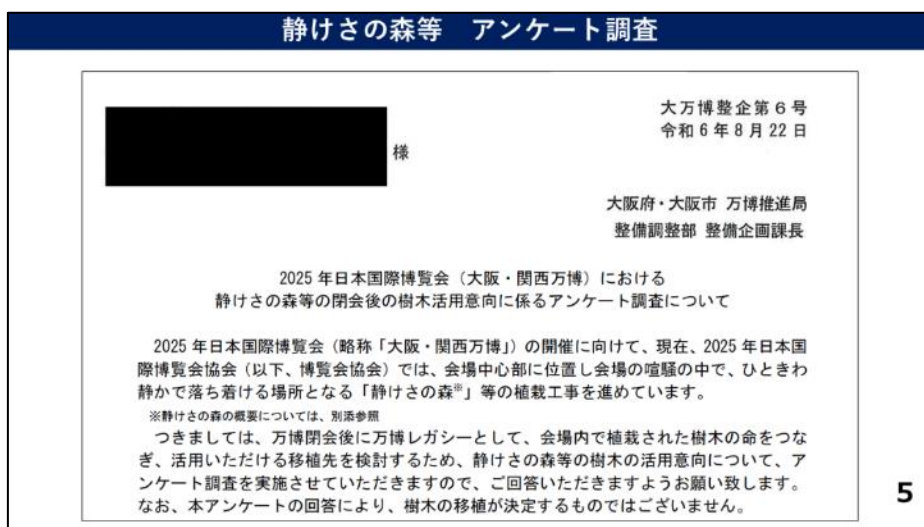 静けさの森等　アンケート調査
大万博整企第６号
令和６年８月22日
様
大阪府・大阪市 万博推進局
整備調整部 整備企画課長
2025年日本国際博覧会（大阪・関西万博）における
静けさの森等の閉会後の樹木活用意向に係るアンケート調査について
2025年日本国際博覧会（略称「大阪・関西万博」）の開催に向けて、現在、2025年日本国
際博覧会協会（以下、博覧会協会）では、会場中心部に位置し会場の喧騒の中で、ひときわ
静かで落ち着ける場所となる「静けさの森※」等の植栽工事を進めています。
※静けさの森の概要については、別添参照
つきましては、万博閉会後に万博レガシーとして、会場内で植栽された樹木の命をつな
ぎ、活用いただける移植先を検討するため、静けさの森等の樹木の活用意向について、ア
ンケート調査を実施させていただきますので、ご回答いただきますようお願い致します。
なお、本アンケートの回答により、樹木の移植が決定するものではございません。
5